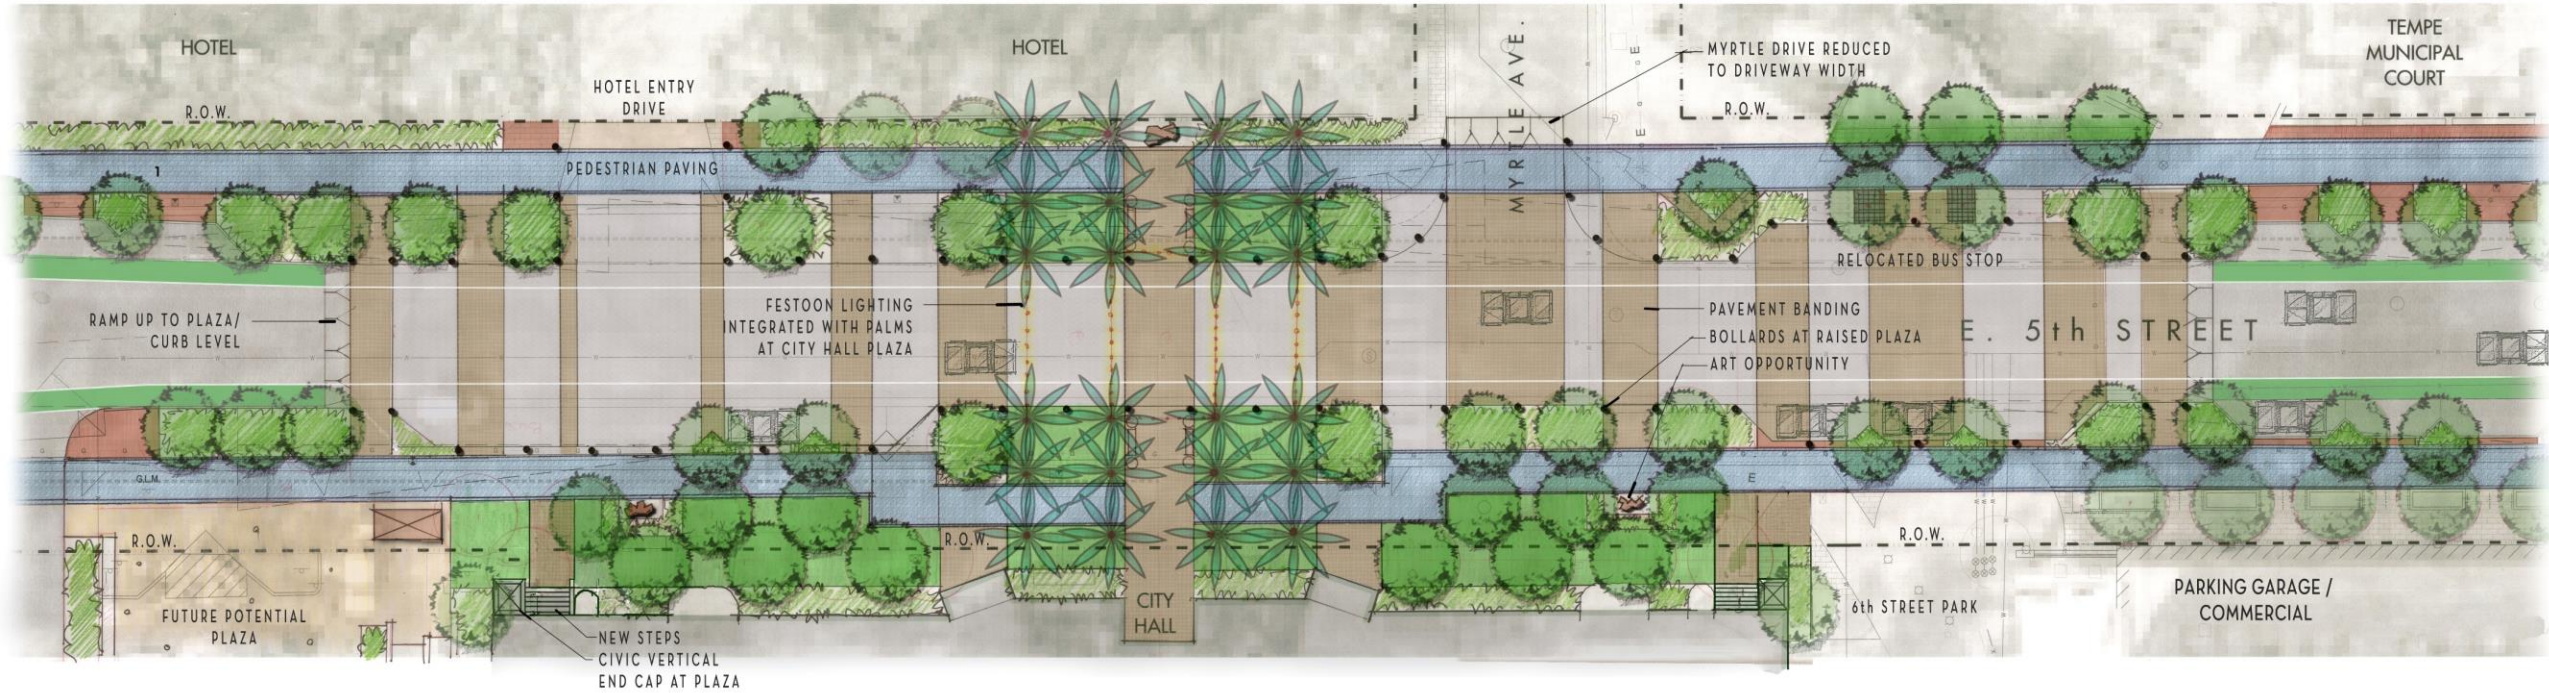 HOTEL
HOTEL
TEMPE
MUNICIPAL
COURT
MYRTLE AVE.
MYRTLE DRIVE REDUCED
TO DRIVEWAY WIDTH
HOTEL ENTRY
DRIVE
R.O.W.
R.O.W.
1
PEDESTRIAN PAVING
RELOCATED BUS STOP
RAMP UP TO PLAZA/
CURB LEVEL
FESTOON LIGHTING
INTEGRATED WITH PALMS
AT CITY HALL PLAZA
PAVEMENT BANDING
BOLLARDS AT RAISED PLAZA
ART OPPORTUNITY
E. 5th STREET
G.L.M.
E
R.O.W.
R.O.W.
R.O.W.
FUTURE POTENTIAL
PLAZA
CITY
HALL
6th STREET PARK
PARKING GARAGE /
COMMERCIAL
NEW STEPS
CIVIC VERTICAL
END CAP AT PLAZA